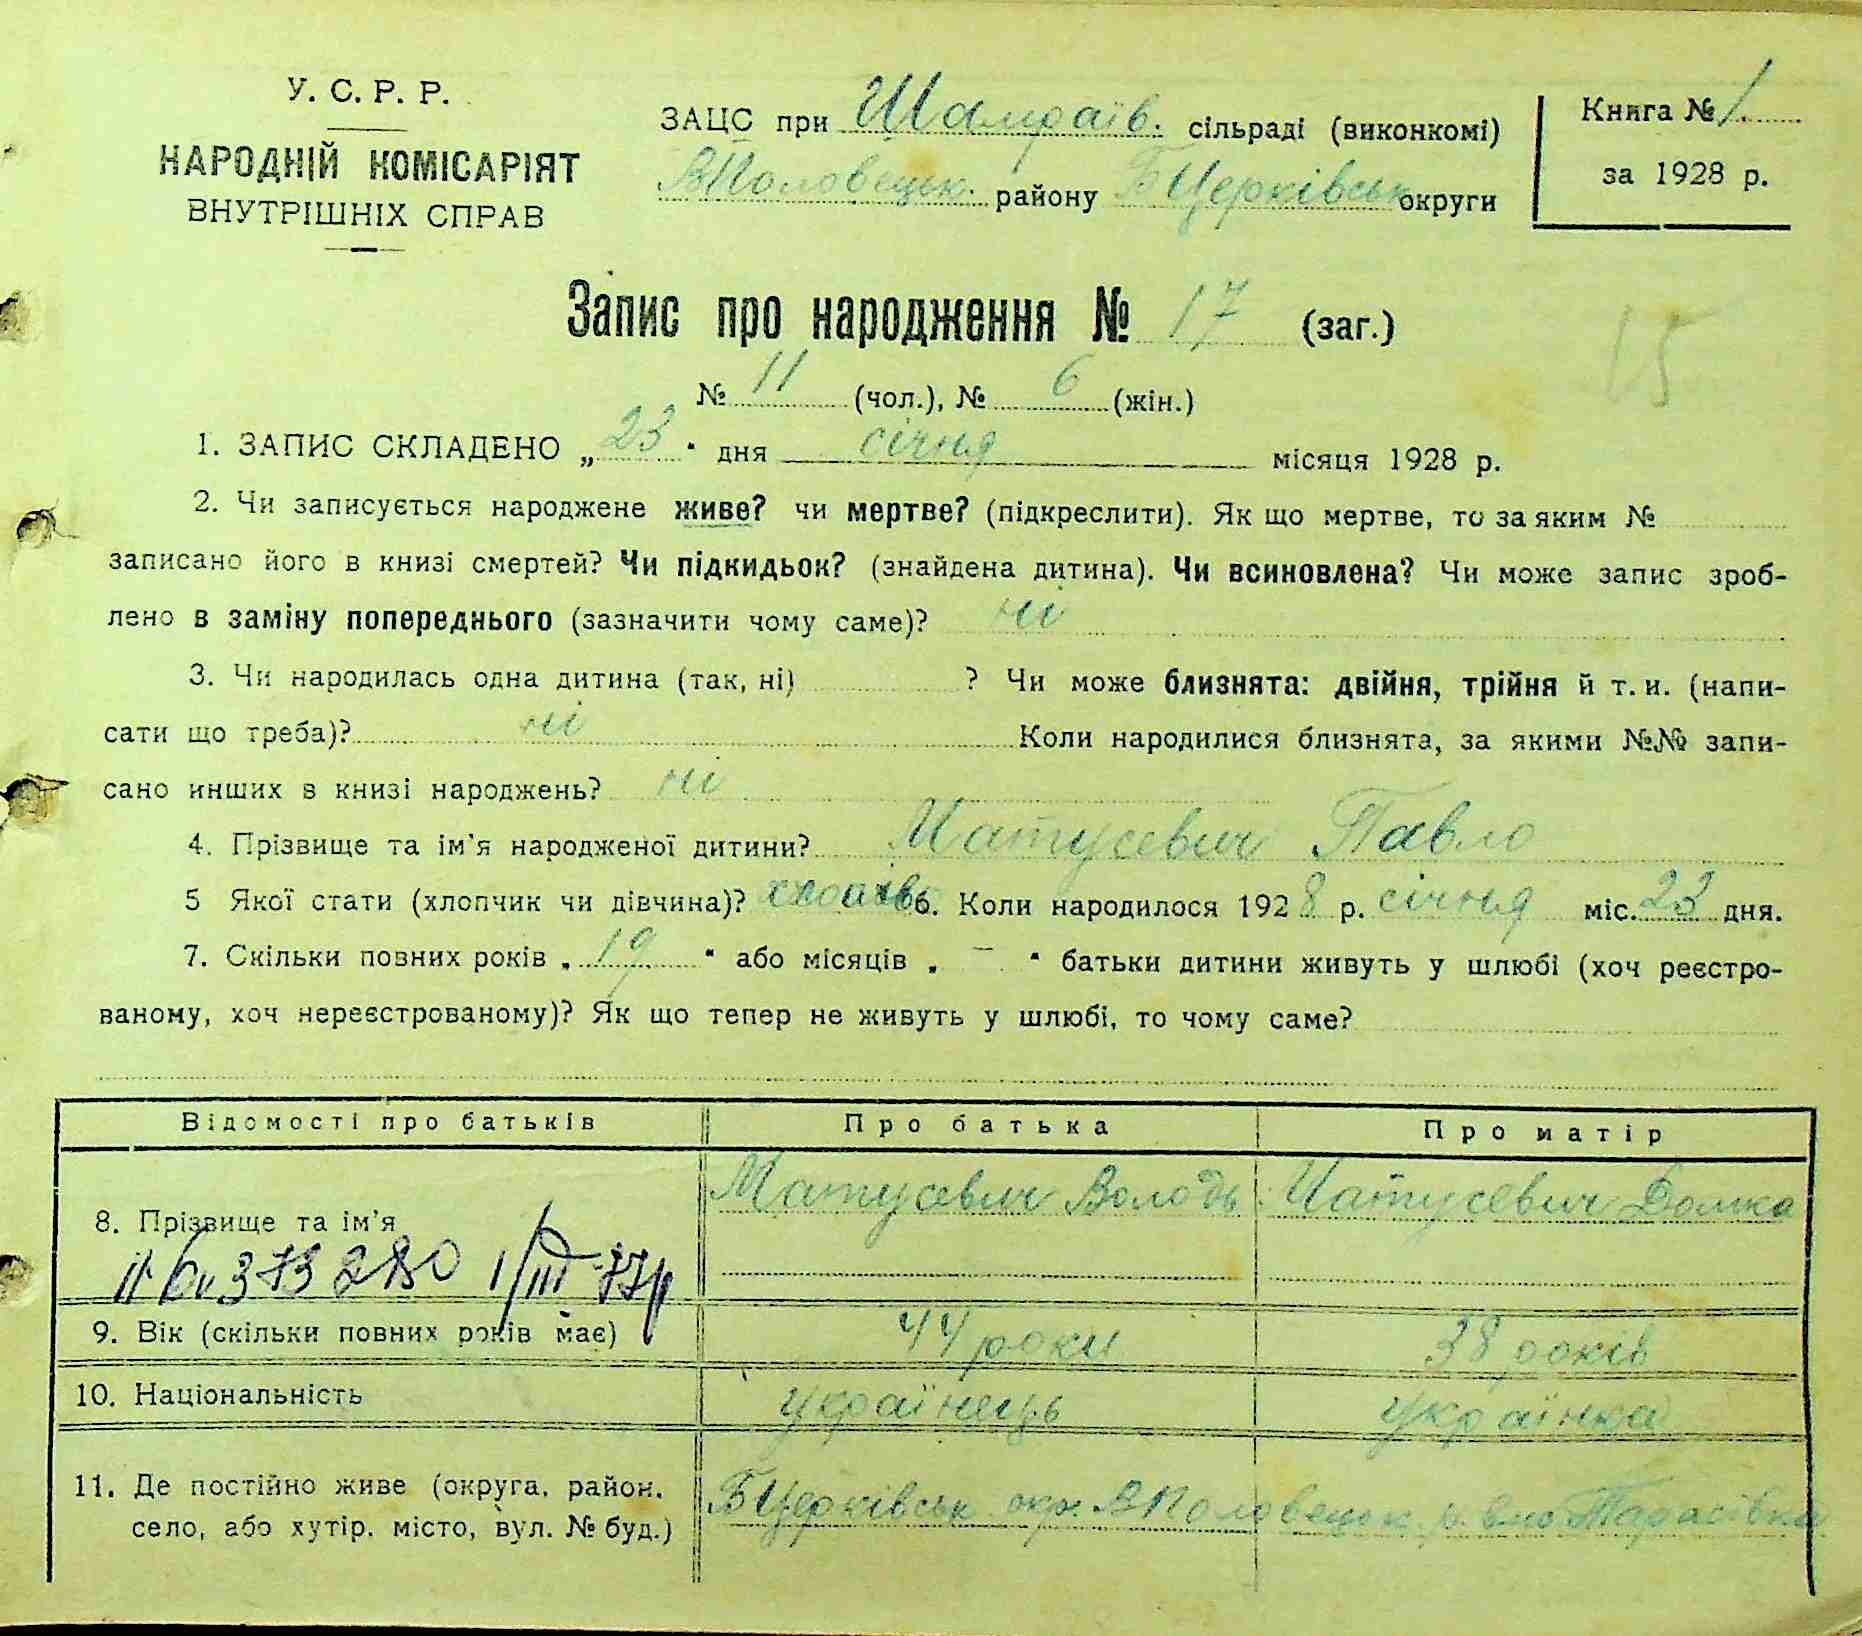 У. С. Р. Р.
НАРОДНІЙ КОМІСАРІЯТ
ВНУТРІШНІХ СПРАВ
ЗАЦС при Шамраїв. сільраді (виконкомі)
ВПоловецьк. району БЦерківськ округи
Книга № 1.
за 1928 р.
Запис про народження № 17 (заг.)
15
№ 11 (чол.), № 6 (жін.)
1. ЗАПИС СКЛАДЕНО „23" дня січня місяця 1928 р.
2. Чи записується народжене живе? чи мертве? (підкреслити). Як що мертве, то за яким №
записано його в книзі смертей? Чи підкидьок? (знайдена дитина). Чи всиновлена? Чи може запис зроб-
лено в заміну попереднього (зазначити чому саме)? ні
3. Чи народилась одна дитина (так, ні) ? Чи може близнята: двійня, трійня й т. и. (напи-
сати що треба)? ні Коли народилися близнята, за якими №№ запи-
сано инших в книзі народжень? ні
4. Прізвище та ім'я народженої дитини? Матусевич Павло
5 Якої стати (хлопчик чи дівчина)? 6. Коли народилося 1928 р. січня міс. 23 дня.
7. Скільки повних років „19" або місяців „ – " батьки дитини живуть у шлюбі (хоч реєстро-
ваному, хоч нереєстрованому)? Як що тепер не живуть у шлюбі, то чому саме?
Відомості про батьків Про батька Про матір
8. Прізвище та ім'я Матусевич Володь Матусевич Домка
9. Вік (скільки повних років має) 44 роки 38 років
10. Національність українець українка
11. Де постійно живе (округа, район, село, або хутір, місто, вул. № буд.) БЦерківськ окр. ВПоловецьк р. Тарасівка